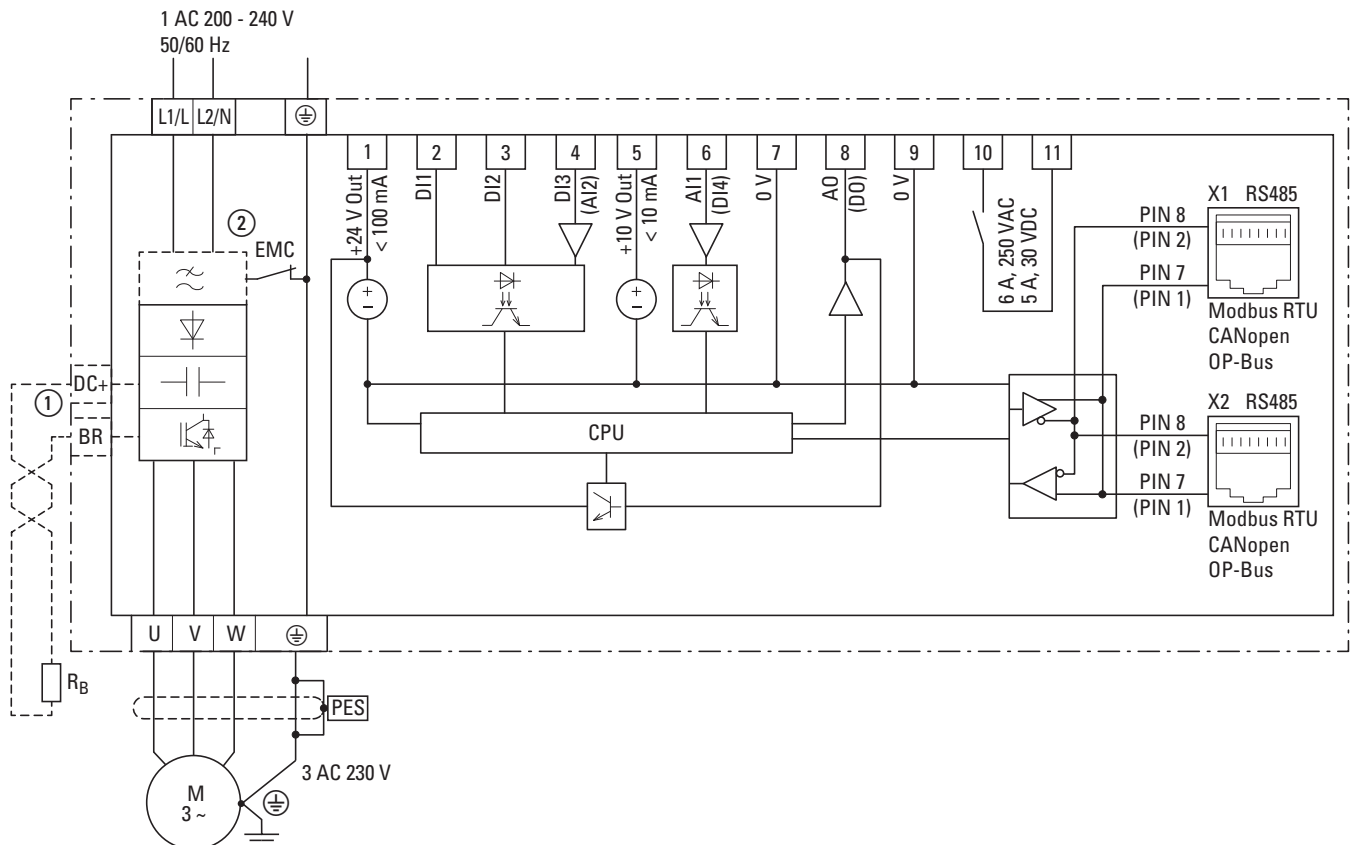 1 AC 200 - 240 V
50/60 Hz
L1/L
L2/N
1
2
3
4
5
6
7
8
9
10
11
+24 V Out
< 100 mA
DI1
DI2
DI3
(AI2)
+10 V Out
< 10 mA
AI1
(DI4)
0 V
AO
(DO)
0 V
6 A, 250 VAC
5 A, 30 VDC
X1 RS485
PIN 8
(PIN 2)
PIN 7
(PIN 1)
Modbus RTU
CANopen
OP-Bus
2
EMC
+
-
+
-
DC+
1
BR
CPU
X2 RS485
PIN 8
(PIN 2)
PIN 7
(PIN 1)
Modbus RTU
CANopen
OP-Bus
U
V
W
RB
PES
3 AC 230 V
M
3 ~